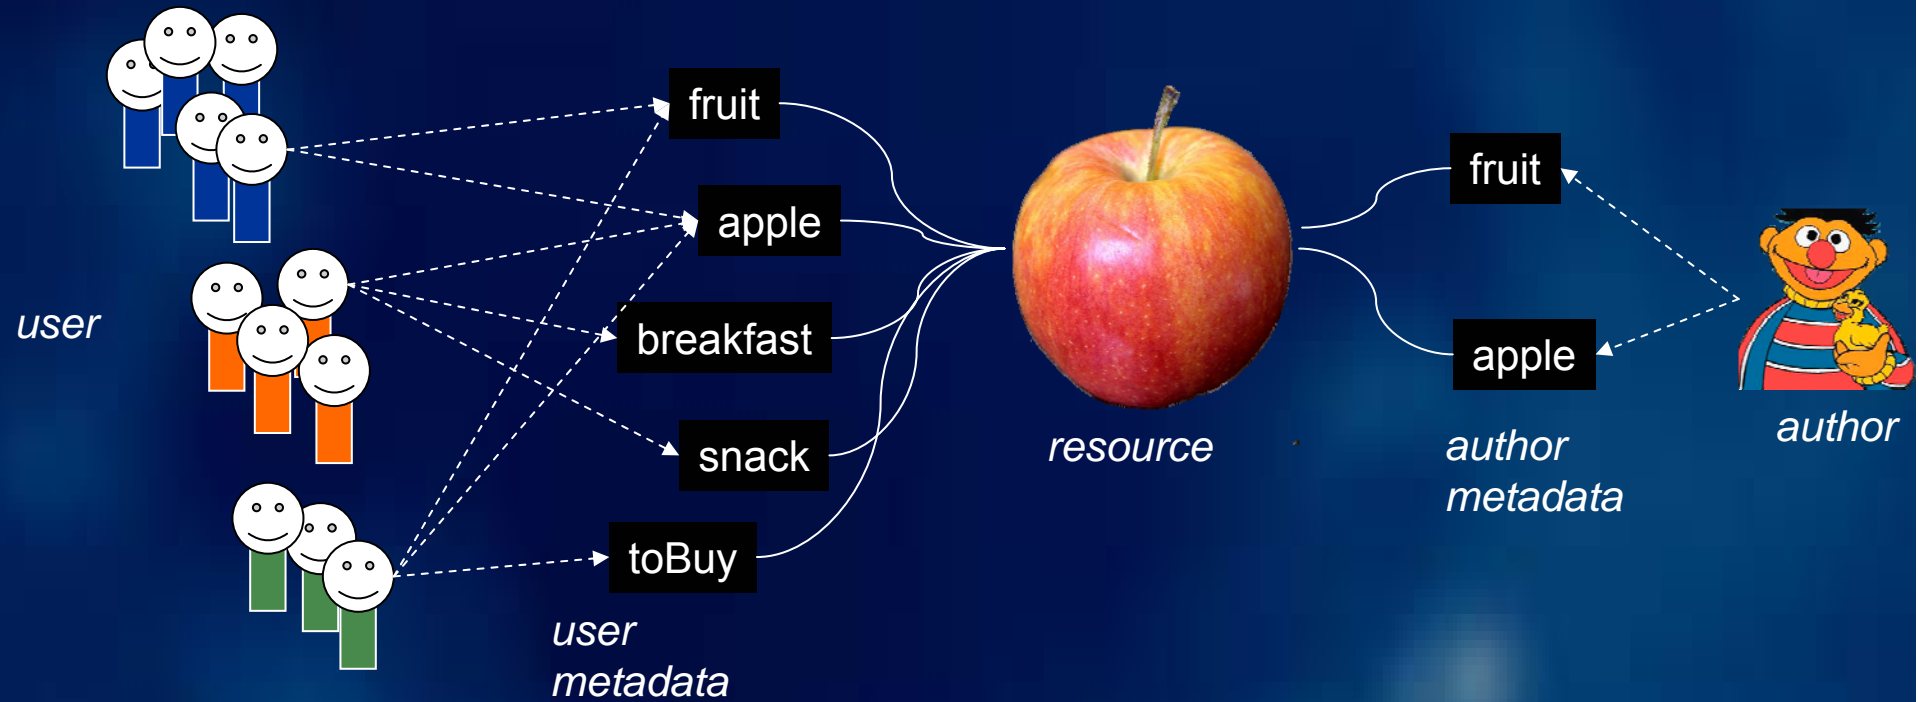 user
fruit
apple
breakfast
snack
toBuy
user
metadata
resource
fruit
apple
author
metadata
author